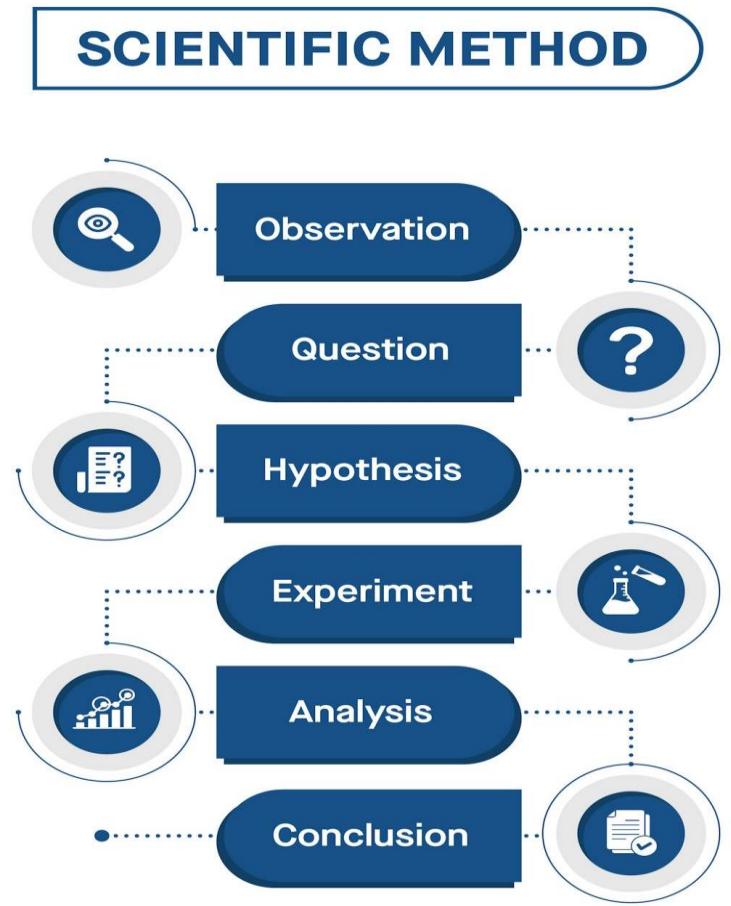 SCIENTIFIC METHOD
Observation
Question
?
Hypothesis
?
?
Experiment
Analysis
Conclusion